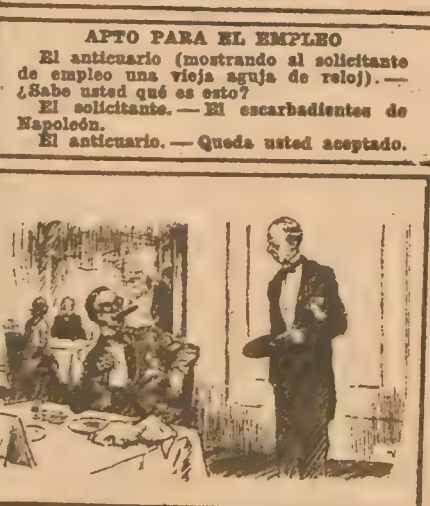 APTO PARA EL EMPLEO
El anticuario (mostrando al solicitante
de empleo una vieja aguja de reloj). —
¿Sabe usted qué es esto?
El solicitante. — El escarbadientes de
Napoleón.
El anticuario. — Queda usted aceptado.